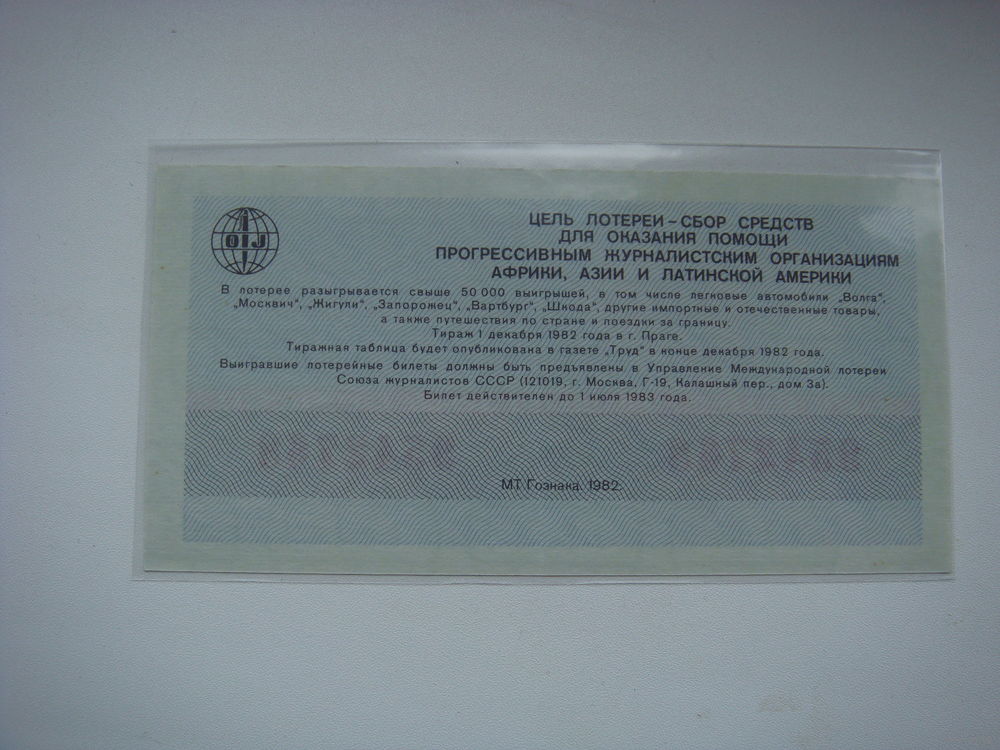 OIJ
ЦЕЛЬ ЛОТЕРЕИ – СБОР СРЕДСТВ
ДЛЯ ОКАЗАНИЯ ПОМОЩИ
ПРОГРЕССИВНЫМ ЖУРНАЛИСТСКИМ ОРГАНИЗАЦИЯМ
АФРИКИ, АЗИИ И ЛАТИНСКОЙ АМЕРИКИ
В лотерее разыгрывается свыше 50 000 выигрышей, в том числе легковые автомобили „Волга“,
„Москвич“, „Жигули“, „Запорожец“, „Вартбург“, „Шкода“, другие импортные и отечественные товары,
а также путешествия по стране и поездки за границу.
Тираж 1 декабря 1982 года в г. Праге.
Тиражная таблица будет опубликована в газете „Труд“ в конце декабря 1982 года.
Выигравшие лотерейные билеты должны быть предъявлены в Управление Международной лотереи
Союза журналистов СССР (121019, г. Москва, Г-19, Калашный пер., дом 3а).
Билет действителен до 1 июля 1983 года.
МТ Гознака. 1982.